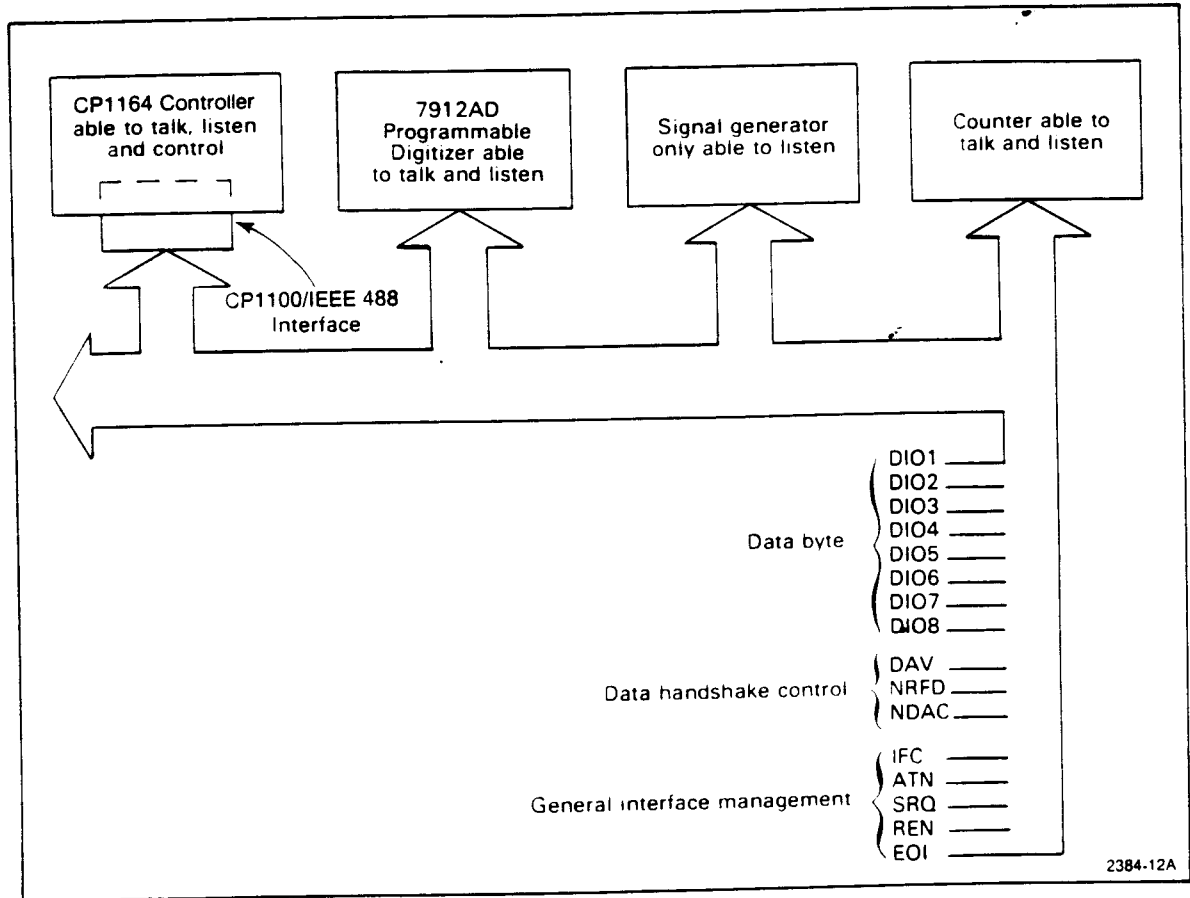 CP1164 Controller
able to talk, listen
and control
7912AD
Programmable
Digitizer able
to talk and listen
Signal generator
only able to listen
Counter able to
talk and listen
CP1100/IEEE 488
Interface
Data byte
DIO1
DIO2
DIO3
DIO4
DIO5
DIO6
DIO7
DIO8
Data handshake control
DAV
NRFD
NDAC
General interface management
IFC
ATN
SRQ
REN
EOI
2384-12A